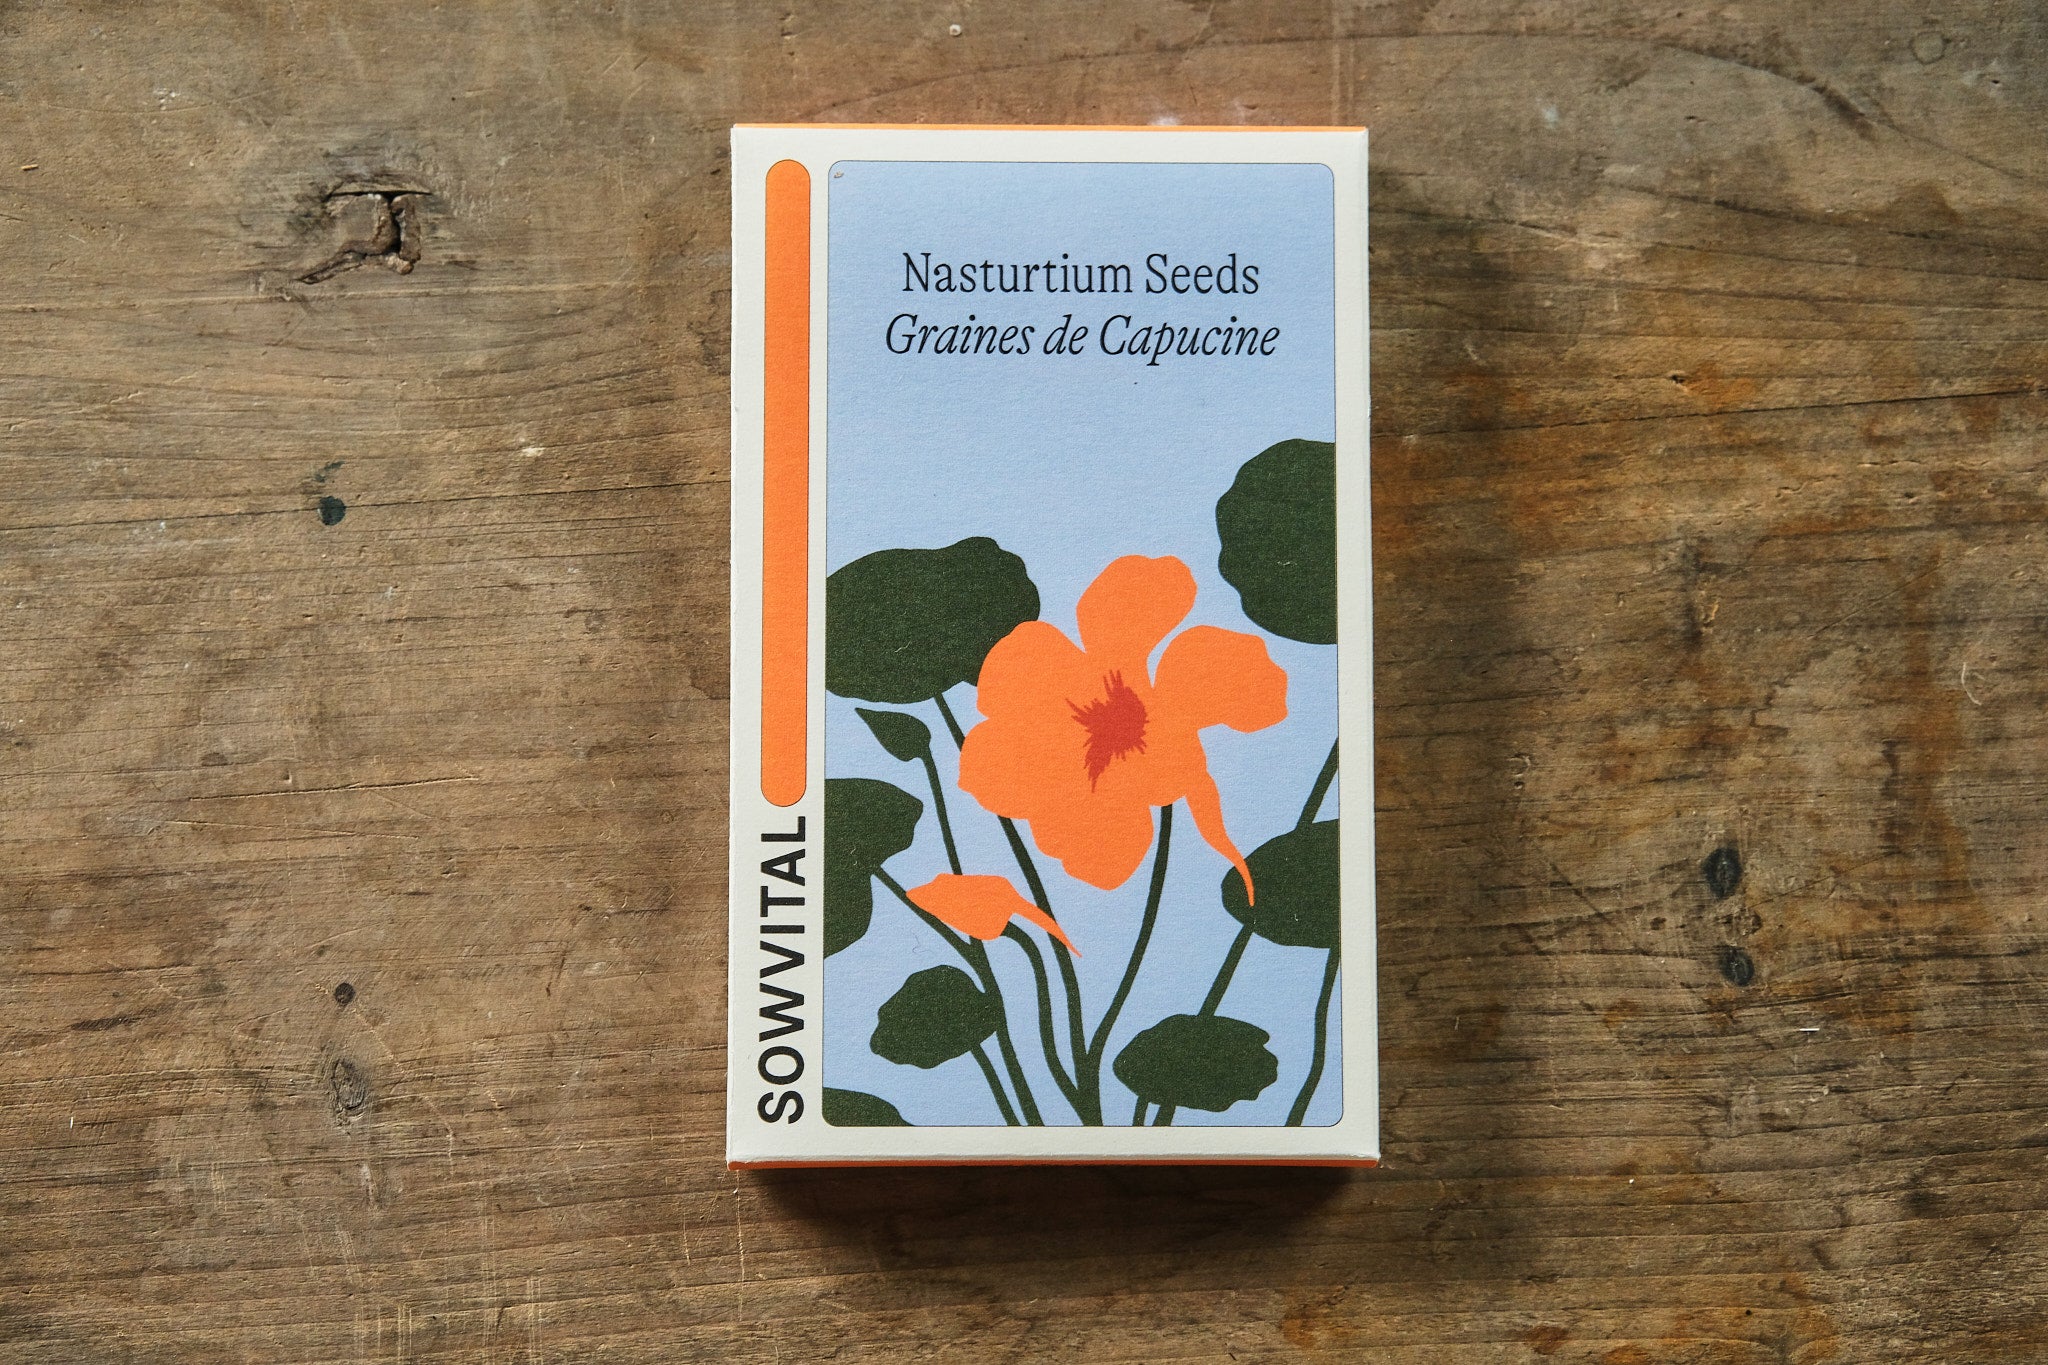 Nasturtium Seeds
Graines de Capucine
SOWVITAL